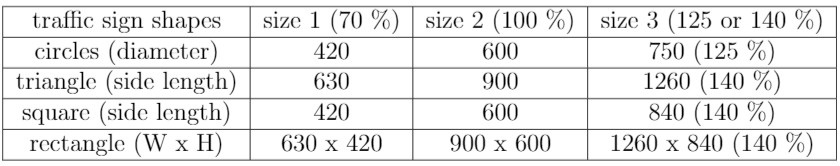 traffic sign shapes size 1 (70 %) size 2 (100 %) size 3 (125 or 140 %)
circles (diameter) 420 600 750 (125 %)
triangle (side length) 630 900 1260 (140 %)
square (side length) 420 600 840 (140 %)
rectangle (W x H) 630 x 420 900 x 600 1260 x 840 (140 %)